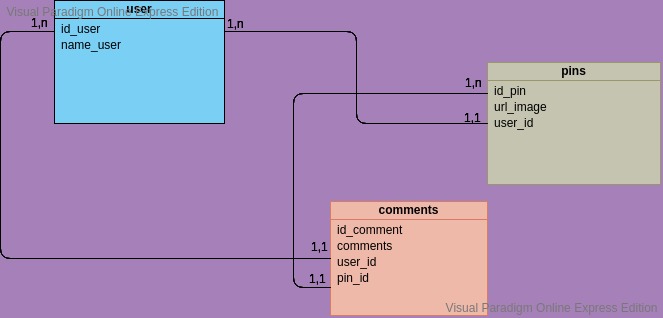 Visual Paradigm Online Express Edition
user
1,n
1,n
id_user
name_user
pins
1,n
id_pin
url_image
1,1
user_id
comments
id_comment
1,1
comments
user_id
1,1
pin_id
Visual Paradigm Online Express Edition